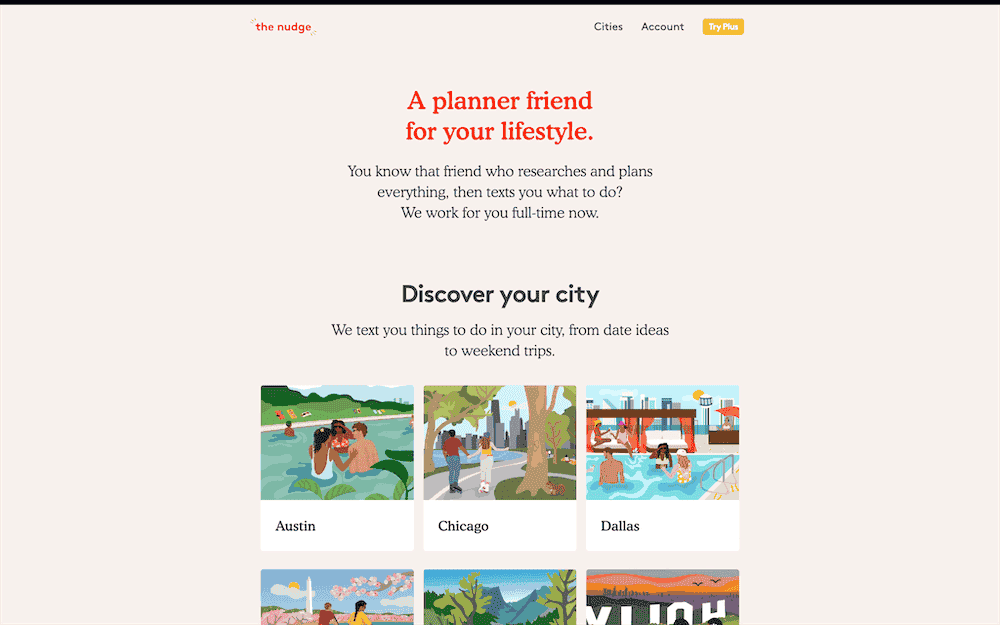 the nudge
Cities
Account
Try Plus
A planner friend
for your lifestyle.
You know that friend who researches and plans
everything, then texts you what to do?
We work for you full-time now.
Discover your city
We text you things to do in your city, from date ideas
to weekend trips.
Austin
Chicago
Dallas